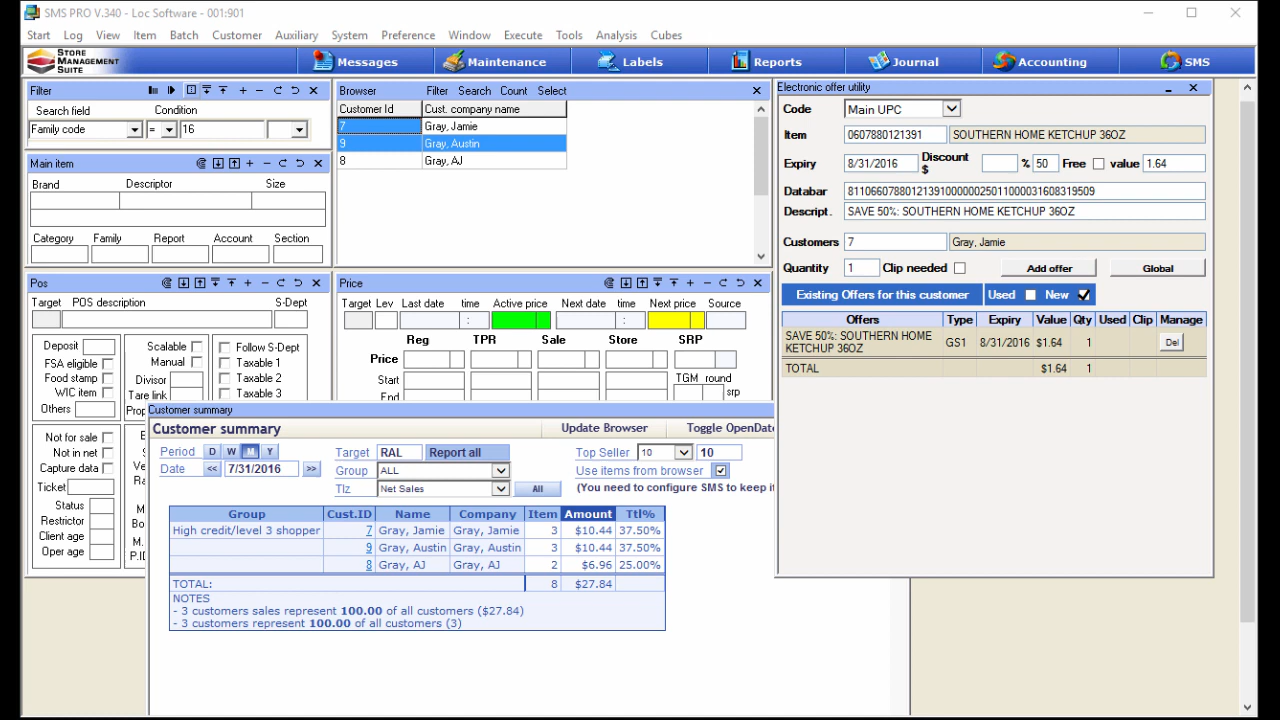 SMS PRO V.340 - Loc Software - 001:901
Start Log View Item Batch Customer Auxiliary System Preference Window Execute Tools Analysis Cubes
STORE MANAGEMENT SUITE Messages Maintenance Labels Reports Journal Accounting SMS
Filter
Search field Condition
Family code = 16
Main item
Brand Descriptor Size
Category Family Report Account Section
Browser Filter Search Count Select
Customer Id Cust. company name
7 Gray, Jamie
9 Gray, Austin
8 Gray, AJ
Pos
Target POS description S-Dept
Deposit Scalable Follow S-Dept
FSA eligible Manual Taxable 1
Food stamp Divisor Taxable 2
WIC item Tare link Taxable 3
Others
Not for sale
Not in net
Capture data
Ticket
Status
Restrictor
Client age
Oper age
Price
Target Lev Last date time Active price Next date time Next price Source
: :
Reg TPR Sale Store SRP
Price
Start TGM round
End srp
Electronic offer utility
Code Main UPC
Item 0607880121391 SOUTHERN HOME KETCHUP 36OZ
Expiry 8/31/2016 Discount $ % 50 Free value 1.64
Databar 8110660788012139100000025011000031608319509
Descript. SAVE 50%: SOUTHERN HOME KETCHUP 36OZ
Customers 7 Gray, Jamie
Quantity 1 Clip needed Add offer Global
Existing Offers for this customer Used New
Offers Type Expiry Value Qty Used Clip Manage
SAVE 50%: SOUTHERN HOME
KETCHUP 36OZ GS1 8/31/2016 $1.64 1 Del
TOTAL $1.64 1
Customer summary
Customer summary Update Browser Toggle OpenDate
Period D W M Y Target RAL Report all Top Seller 10 10
Date << 7/31/2016 >> Group ALL Use items from browser
Tlz Net Sales All (You need to configure SMS to keep it
Group Cust.ID Name Company Item Amount Ttl%
High credit/level 3 shopper 7 Gray, Jamie Gray, Jamie 3 $10.44 37.50%
9 Gray, Austin Gray, Austin 3 $10.44 37.50%
8 Gray, AJ Gray, AJ 2 $6.96 25.00%
TOTAL: 8 $27.84
NOTES
- 3 customers sales represent 100.00 of all customers ($27.84)
- 3 customers represent 100.00 of all customers (3)